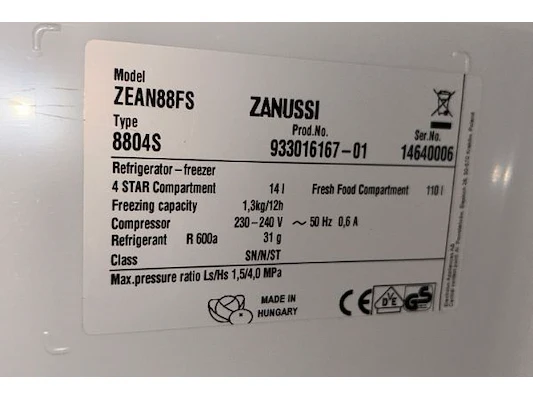 Model
ZEAN88FS
ZANUSSI
Type
Prod.No.
Ser.No.
8804S
933016167-01
14640006
Refrigerator-freezer
4 STAR Compartment 14 l Fresh Food Compartment 110 l
Freezing capacity 1,3kg/12h
Compressor 230-240 V ~ 50 Hz 0,6 A
Refrigerant R 600a 31 g
Class SN/N/ST
Max.pressure ratio Ls/Hs 1,5/4,0 MPa
MADE IN
HUNGARY
CE
VDE
GS